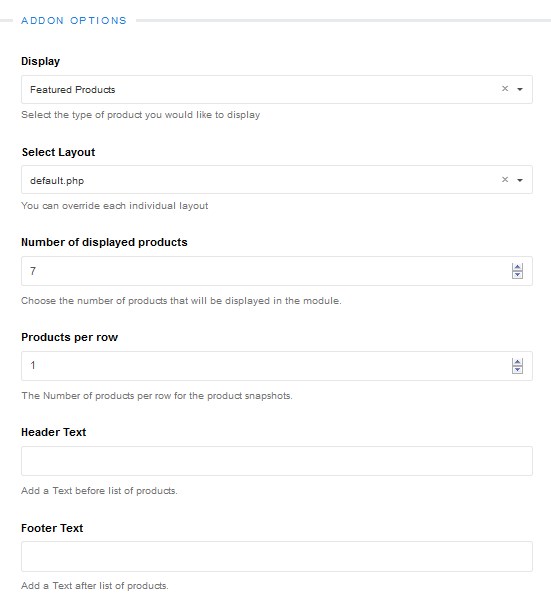 ADDON OPTIONS
Display
Featured Products
Select the type of product you would like to display
Select Layout
default.php
You can override each individual layout
Number of displayed products
7
Choose the number of products that will be displayed in the module.
Products per row
1
The Number of products per row for the product snapshots.
Header Text
Add a Text before list of products.
Footer Text
Add a Text after list of products.